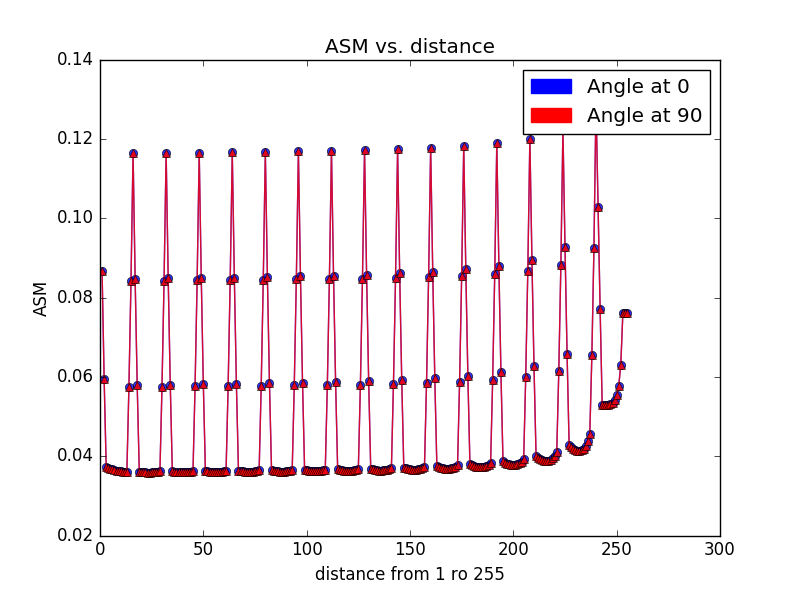 ASM vs. distance
Angle at 0
Angle at 90
0.14
0.12
0.10
0.08
0.06
0.04
0.02
ASM
0 50 100 150 200 250 300
distance from 1 ro 255